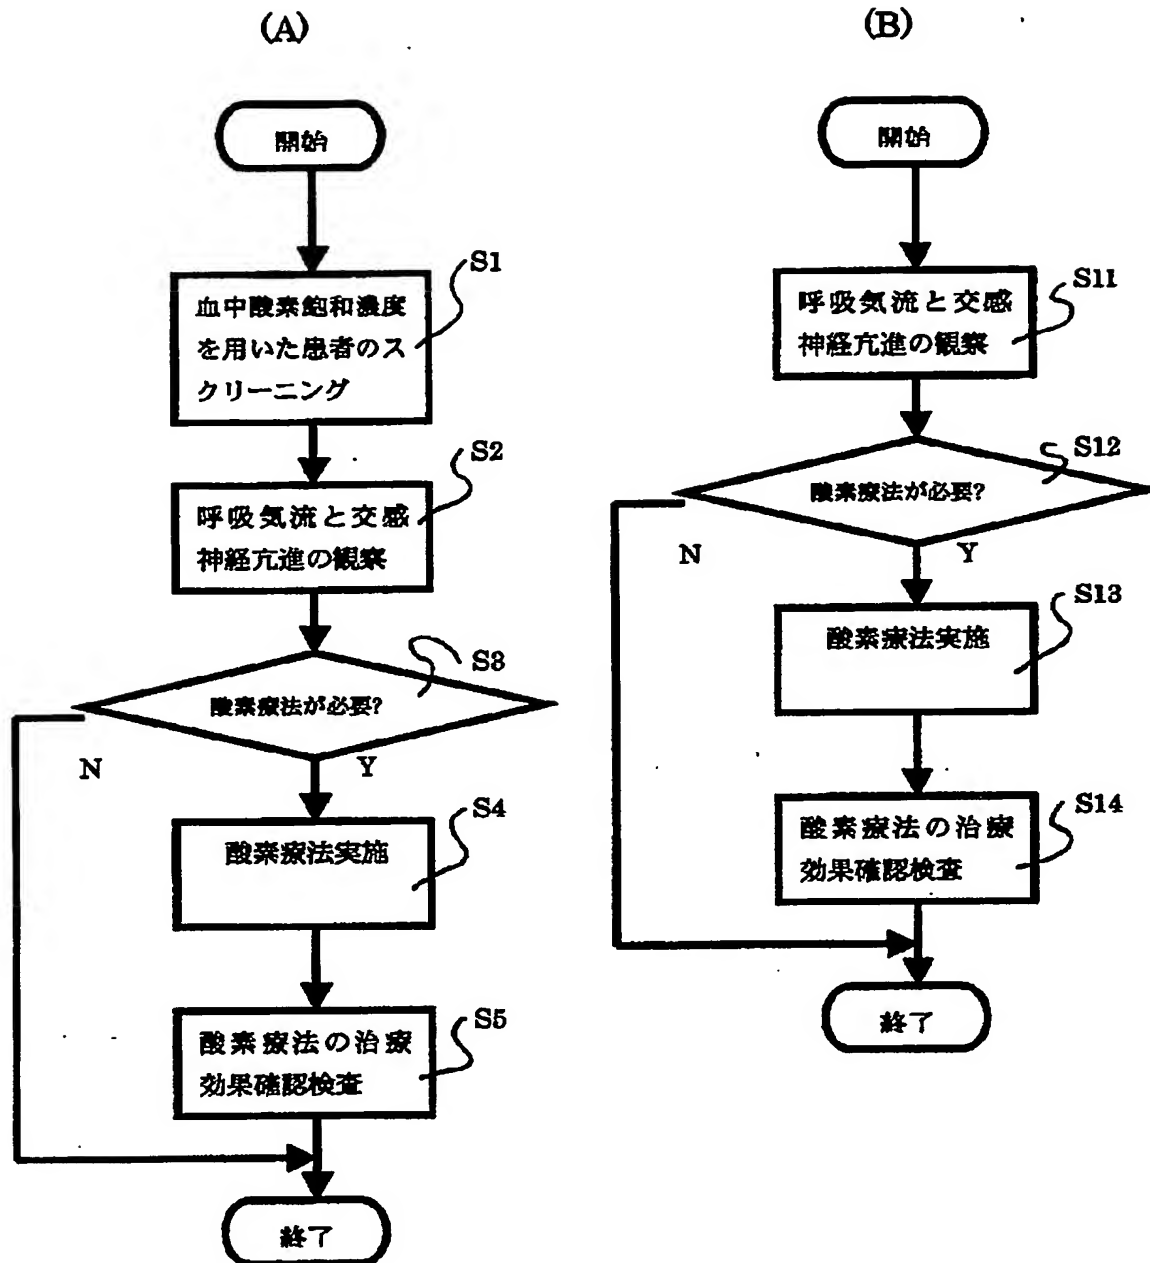 (A)
開始
S1
血中酸素飽和濃度
を用いた患者のス
クリーニング
S2
呼吸気流と交感
神経亢進の観察
S3
酸素療法が必要?
N
Y
S4
酸素療法実施
S5
酸素療法の治療
効果確認検査
終了
(B)
開始
S11
呼吸気流と交感
神経亢進の観察
S12
酸素療法が必要?
N
Y
S13
酸素療法実施
S14
酸素療法の治療
効果確認検査
終了